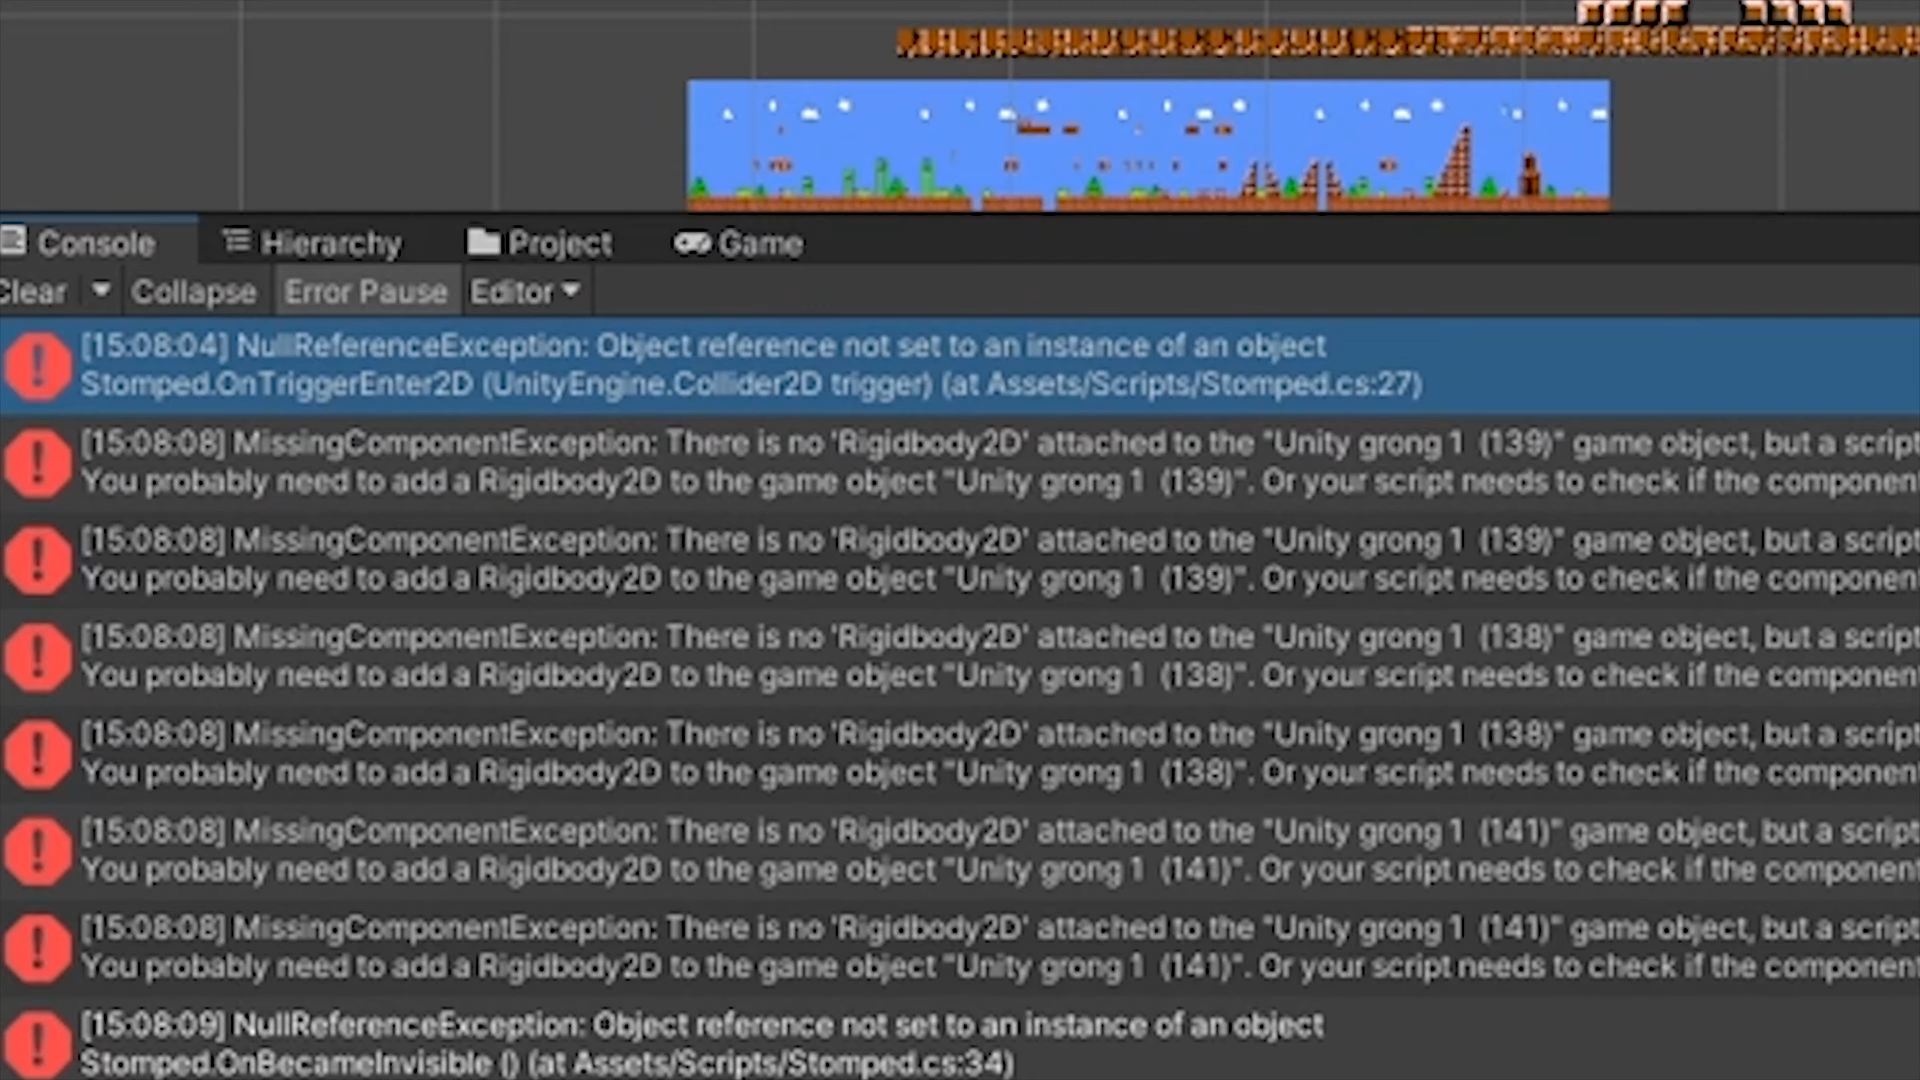 Console Hierarchy Project Game
Clear Collapse Error Pause Editor
[15:08:04] NullReferenceException: Object reference not set to an instance of an object
Stomped.OnTriggerEnter2D (UnityEngine.Collider2D trigger) (at Assets/Scripts/Stomped.cs:27)
[15:08:08] MissingComponentException: There is no 'Rigidbody2D' attached to the "Unity grong 1 (139)" game object, but a script
You probably need to add a Rigidbody2D to the game object "Unity grong 1 (139)". Or your script needs to check if the component
[15:08:08] MissingComponentException: There is no 'Rigidbody2D' attached to the "Unity grong 1 (139)" game object, but a script
You probably need to add a Rigidbody2D to the game object "Unity grong 1 (139)". Or your script needs to check if the component
[15:08:08] MissingComponentException: There is no 'Rigidbody2D' attached to the "Unity grong 1 (138)" game object, but a script
You probably need to add a Rigidbody2D to the game object "Unity grong 1 (138)". Or your script needs to check if the component
[15:08:08] MissingComponentException: There is no 'Rigidbody2D' attached to the "Unity grong 1 (138)" game object, but a script
You probably need to add a Rigidbody2D to the game object "Unity grong 1 (138)". Or your script needs to check if the component
[15:08:08] MissingComponentException: There is no 'Rigidbody2D' attached to the "Unity grong 1 (141)" game object, but a script
You probably need to add a Rigidbody2D to the game object "Unity grong 1 (141)". Or your script needs to check if the component
[15:08:08] MissingComponentException: There is no 'Rigidbody2D' attached to the "Unity grong 1 (141)" game object, but a script
You probably need to add a Rigidbody2D to the game object "Unity grong 1 (141)". Or your script needs to check if the component
[15:08:09] NullReferenceException: Object reference not set to an instance of an object
Stomped.OnBecameInvisible () (at Assets/Scripts/Stomped.cs:34)